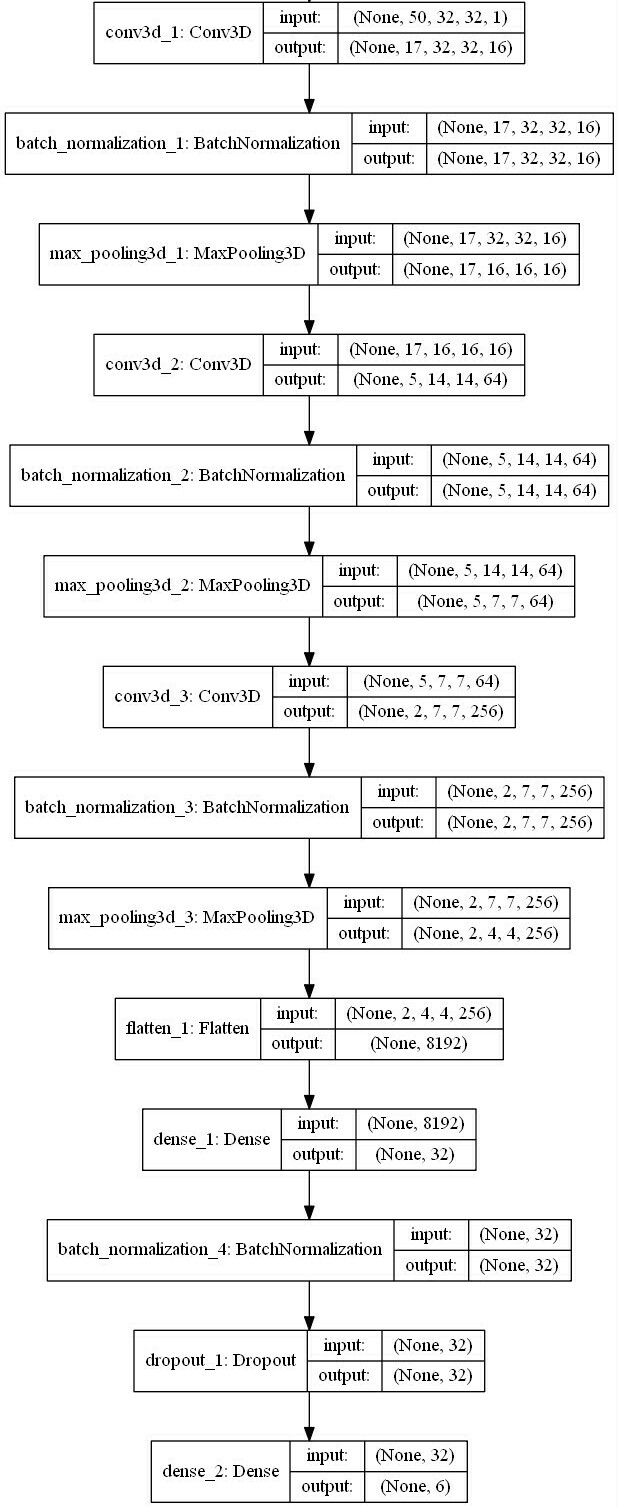 conv3d_1: Conv3D
input: (None, 50, 32, 32, 1)
output: (None, 17, 32, 32, 16)
batch_normalization_1: BatchNormalization
input: (None, 17, 32, 32, 16)
output: (None, 17, 32, 32, 16)
max_pooling3d_1: MaxPooling3D
input: (None, 17, 32, 32, 16)
output: (None, 17, 16, 16, 16)
conv3d_2: Conv3D
input: (None, 17, 16, 16, 16)
output: (None, 5, 14, 14, 64)
batch_normalization_2: BatchNormalization
input: (None, 5, 14, 14, 64)
output: (None, 5, 14, 14, 64)
max_pooling3d_2: MaxPooling3D
input: (None, 5, 14, 14, 64)
output: (None, 5, 7, 7, 64)
conv3d_3: Conv3D
input: (None, 5, 7, 7, 64)
output: (None, 2, 7, 7, 256)
batch_normalization_3: BatchNormalization
input: (None, 2, 7, 7, 256)
output: (None, 2, 7, 7, 256)
max_pooling3d_3: MaxPooling3D
input: (None, 2, 7, 7, 256)
output: (None, 2, 4, 4, 256)
flatten_1: Flatten
input: (None, 2, 4, 4, 256)
output: (None, 8192)
dense_1: Dense
input: (None, 8192)
output: (None, 32)
batch_normalization_4: BatchNormalization
input: (None, 32)
output: (None, 32)
dropout_1: Dropout
input: (None, 32)
output: (None, 32)
dense_2: Dense
input: (None, 32)
output: (None, 6)